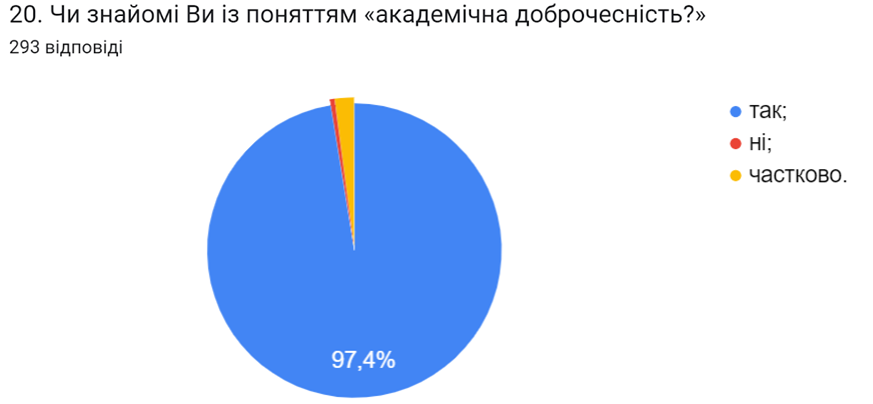 20. Чи знайомі Ви із поняттям «академічна доброчесність?»
293 відповіді
так;
ні;
частково.
97,4%